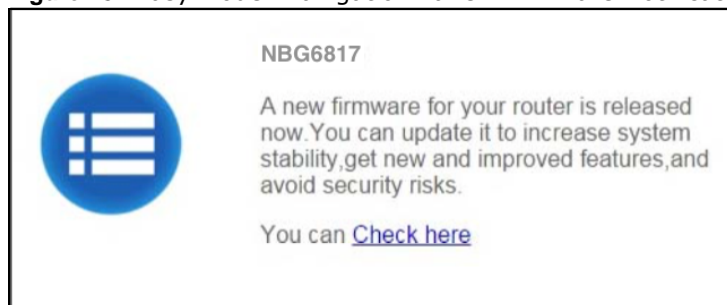 NBG6817
A new firmware for your router is released
now.You can update it to increase system
stability,get new and improved features,and
avoid security risks.
You can Check here